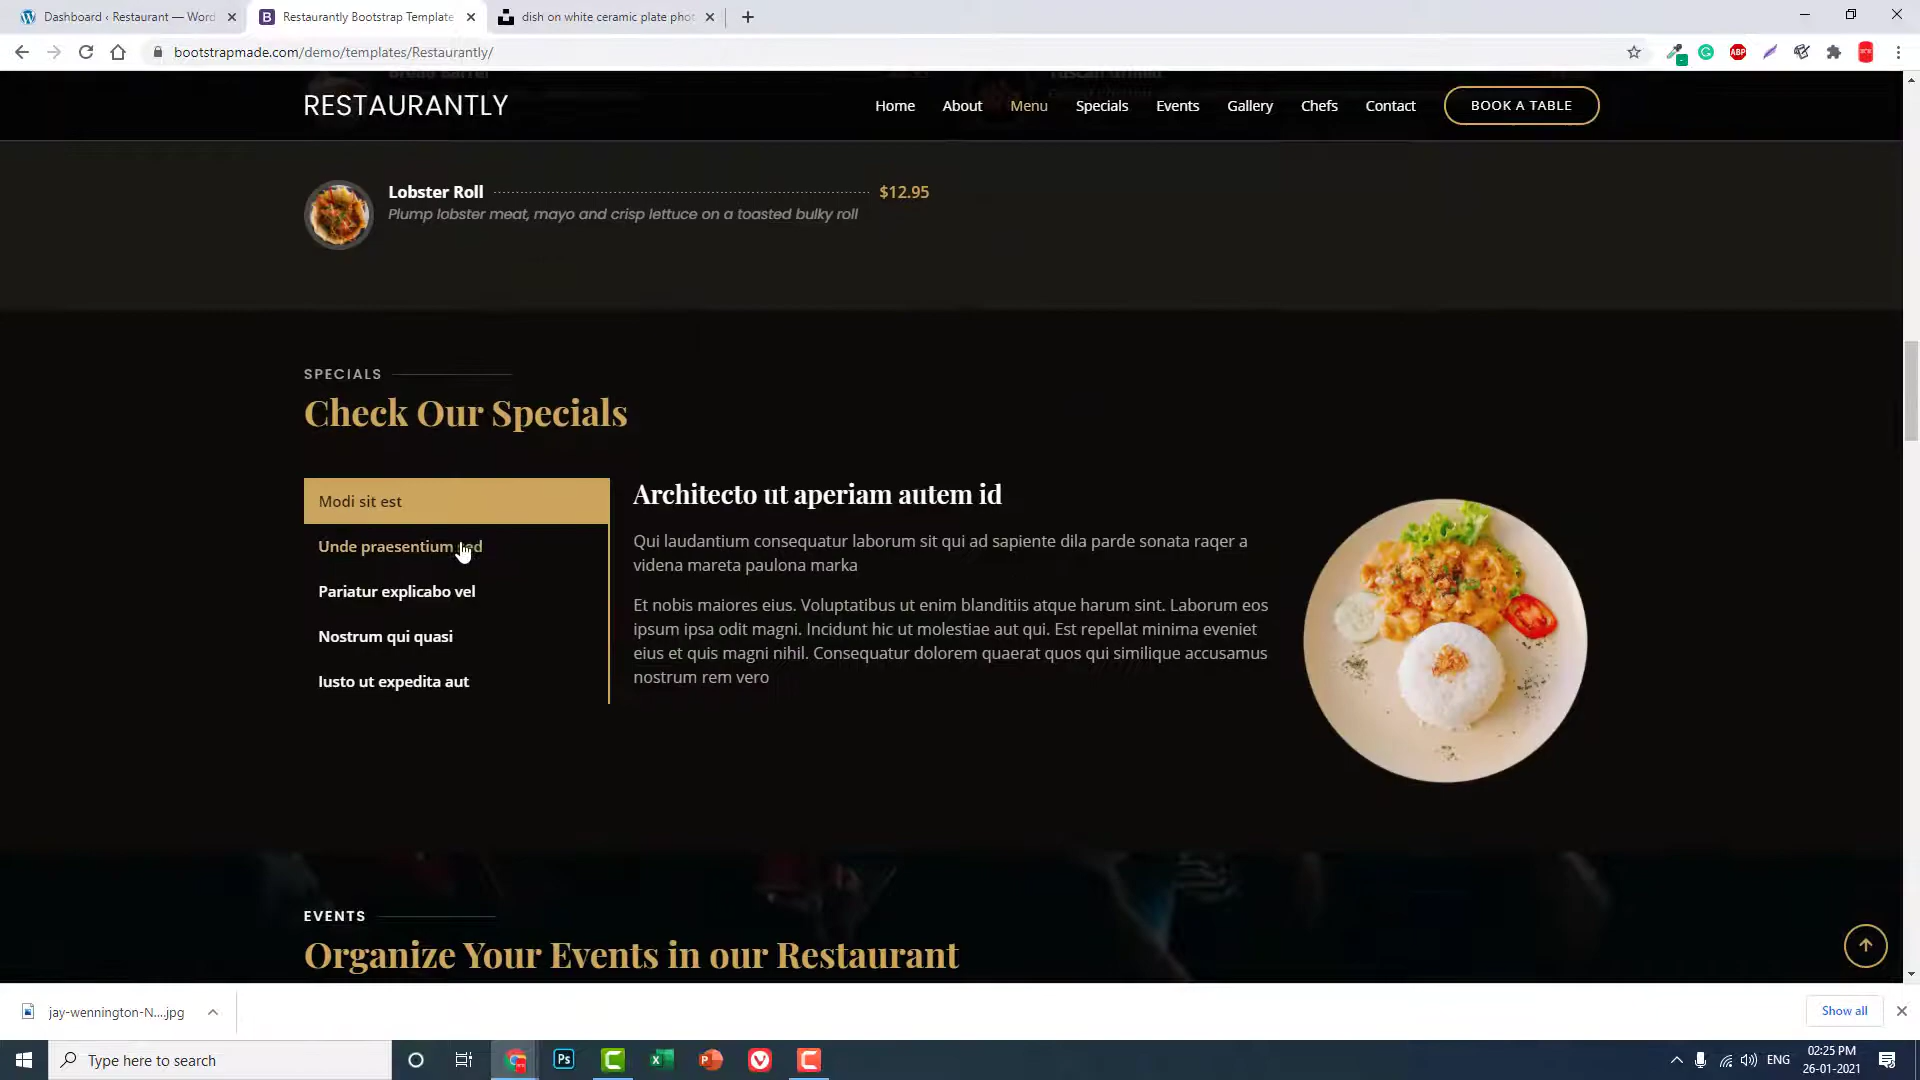 Dashboard ‹ Restaurant — Word
Restaurantly Bootstrap Template
dish on white ceramic plate phot
bootstrapmade.com/demo/templates/Restaurantly/
ABP
RESTAURANTLY
Home
About
Menu
Specials
Events
Gallery
Chefs
Contact
BOOK A TABLE
Lobster Roll
$12.95
Plump lobster meat, mayo and crisp lettuce on a toasted bulky roll
SPECIALS
Check Our Specials
Modi sit est
Unde praesentium sed
Pariatur explicabo vel
Nostrum qui quasi
Iusto ut expedita aut
Architecto ut aperiam autem id
Qui laudantium consequatur laborum sit qui ad sapiente dila parde sonata raqer a
videna mareta paulona marka
Et nobis maiores eius. Voluptatibus ut enim blanditiis atque harum sint. Laborum eos
ipsum ipsa odit magni. Incidunt hic ut molestiae aut qui. Est repellat minima eveniet
eius et quis magni nihil. Consequatur dolorem quaerat quos qui similique accusamus
nostrum rem vero
EVENTS
Organize Your Events in our Restaurant
jay-wennington-N....jpg
Show all
Type here to search
Ps
ENG
02:25 PM
26-01-2021